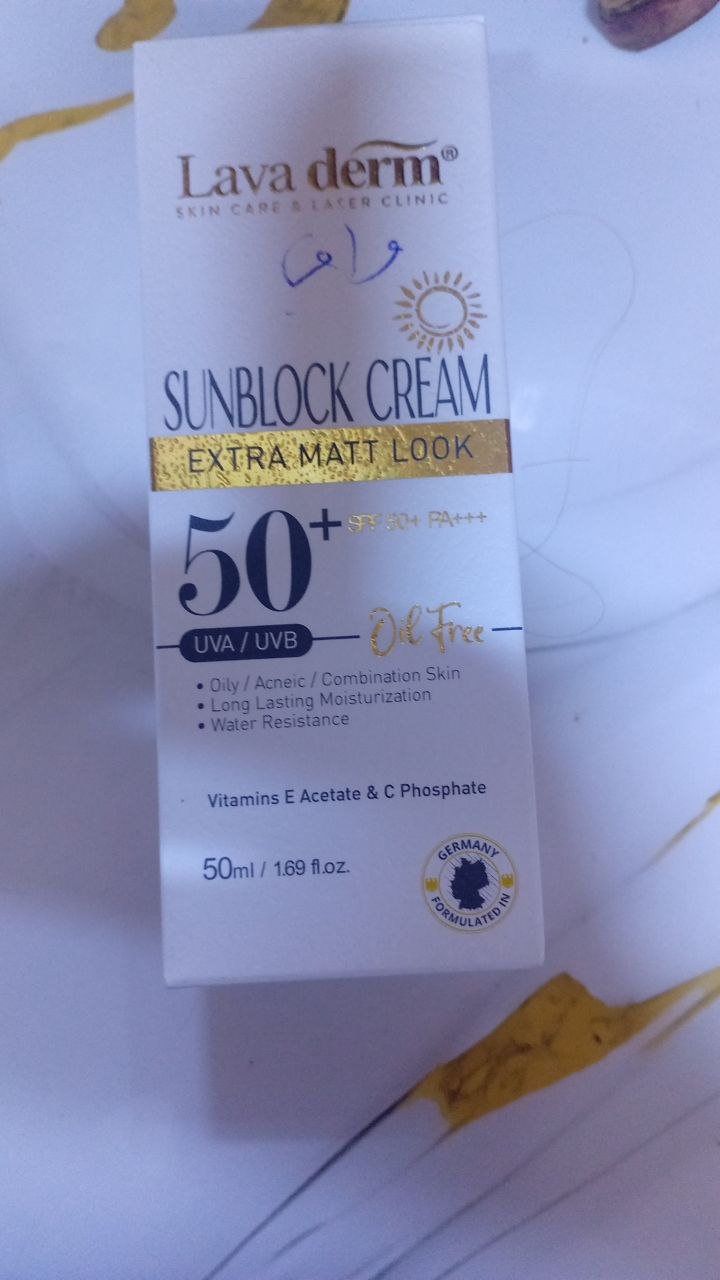 Lava derm®
SKIN CARE & LASER CLINIC
SUNBLOCK CREAM
EXTRA MATT LOOK
50+ SPF 50+ PA+++
UVA / UVB
Oil Free
• Oily / Acneic / Combination Skin
• Long Lasting Moisturization
• Water Resistance
Vitamins E Acetate & C Phosphate
50ml / 1.69 fl.oz.
GERMANY
FORMULATED IN